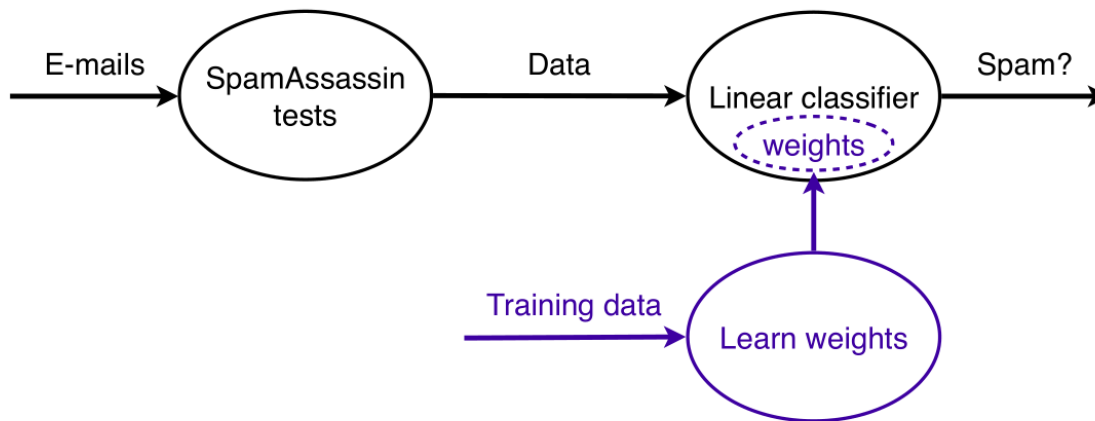 E-mails
SpamAssassin
tests
Data
Linear classifier
weights
Spam?
Training data
Learn weights